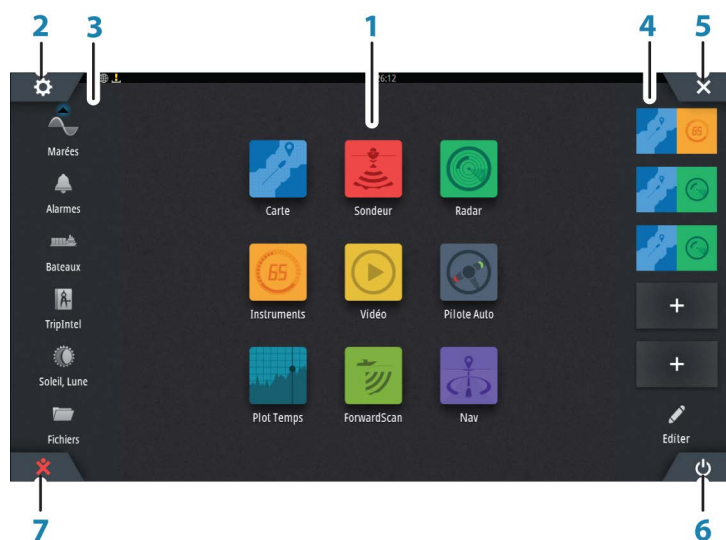 2
3
1
4
5
26:12
65
Marées
Alarmes
Bateaux
TripIntel
Soleil, Lune
Fichiers
Carte
Sondeur
Radar
65
Instruments
Vidéo
Pilote Auto
Plot Temps
ForwardScan
Nav
+
+
Editer
7
6